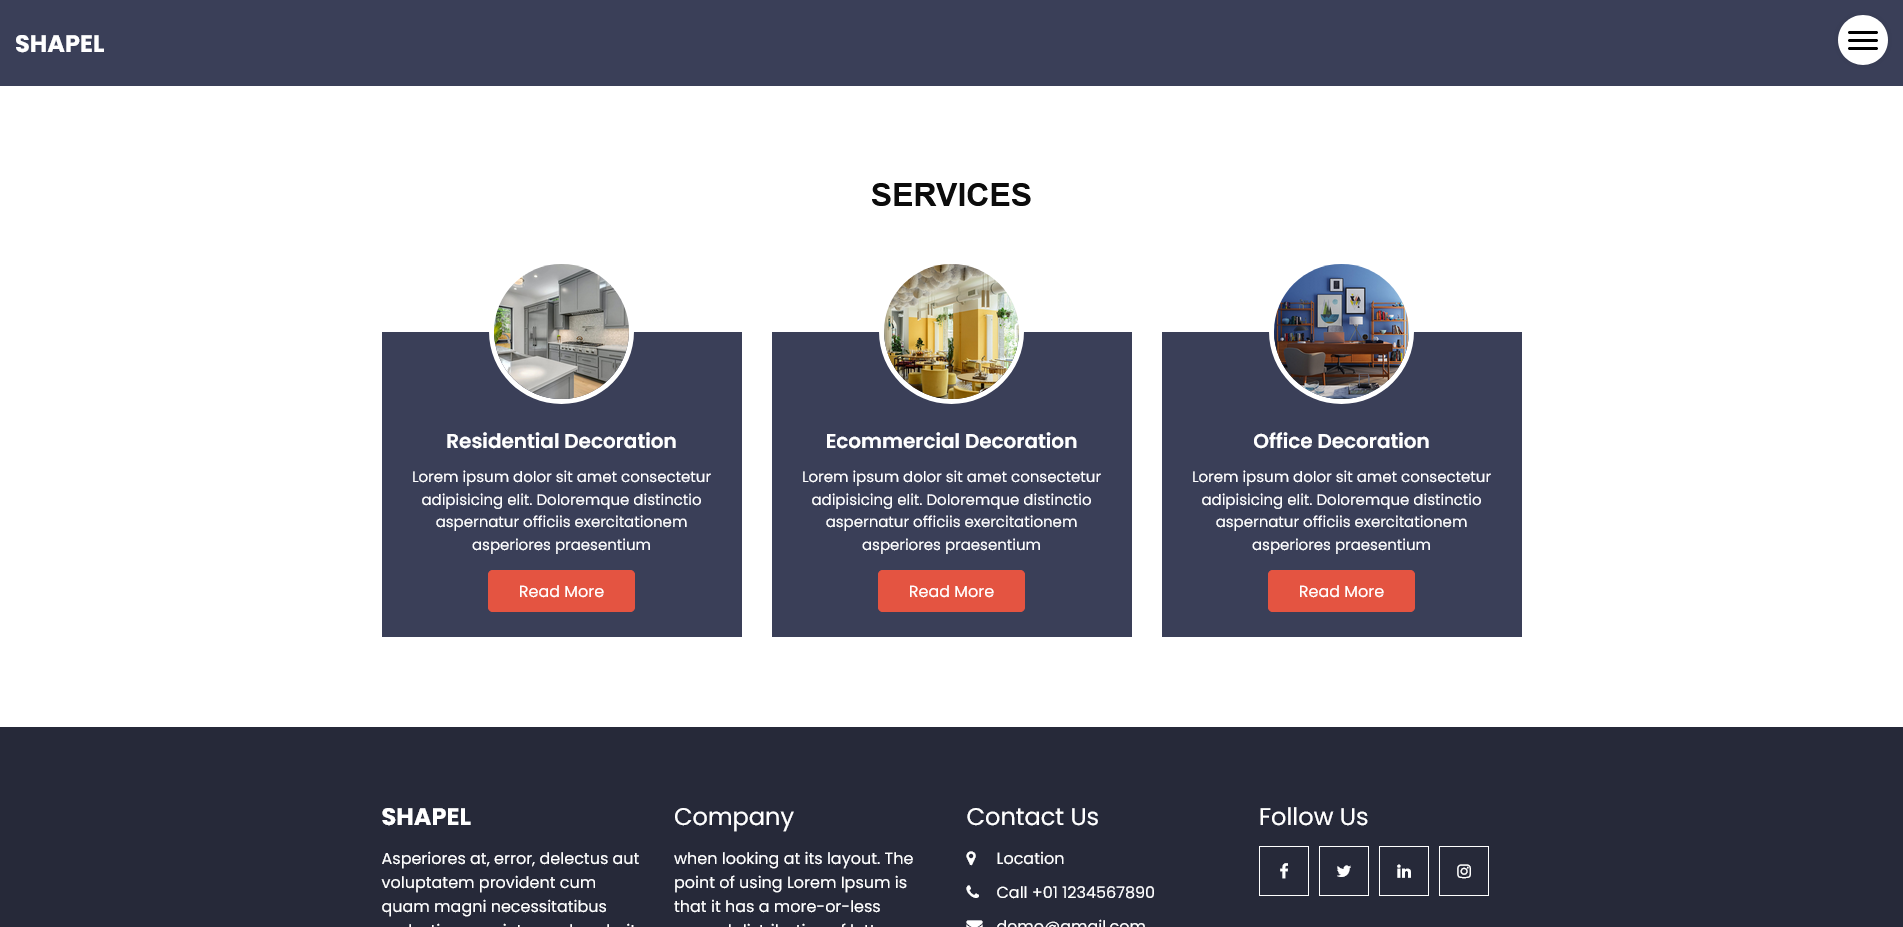 SHAPEL
SERVICES
Residential Decoration
Lorem ipsum dolor sit amet consectetur
adipisicing elit. Doloremque distinctio
aspernatur officiis exercitationem
asperiores praesentium
Read More
Ecommercial Decoration
Lorem ipsum dolor sit amet consectetur
adipisicing elit. Doloremque distinctio
aspernatur officiis exercitationem
asperiores praesentium
Read More
Office Decoration
Lorem ipsum dolor sit amet consectetur
adipisicing elit. Doloremque distinctio
aspernatur officiis exercitationem
asperiores praesentium
Read More
SHAPEL
Asperiores at, error, delectus aut
voluptatem provident cum
quam magni necessitatibus
Company
when looking at its layout. The
point of using Lorem Ipsum is
that it has a more-or-less
Contact Us
Location
Call +01 1234567890
demo@gmail.com
Follow Us